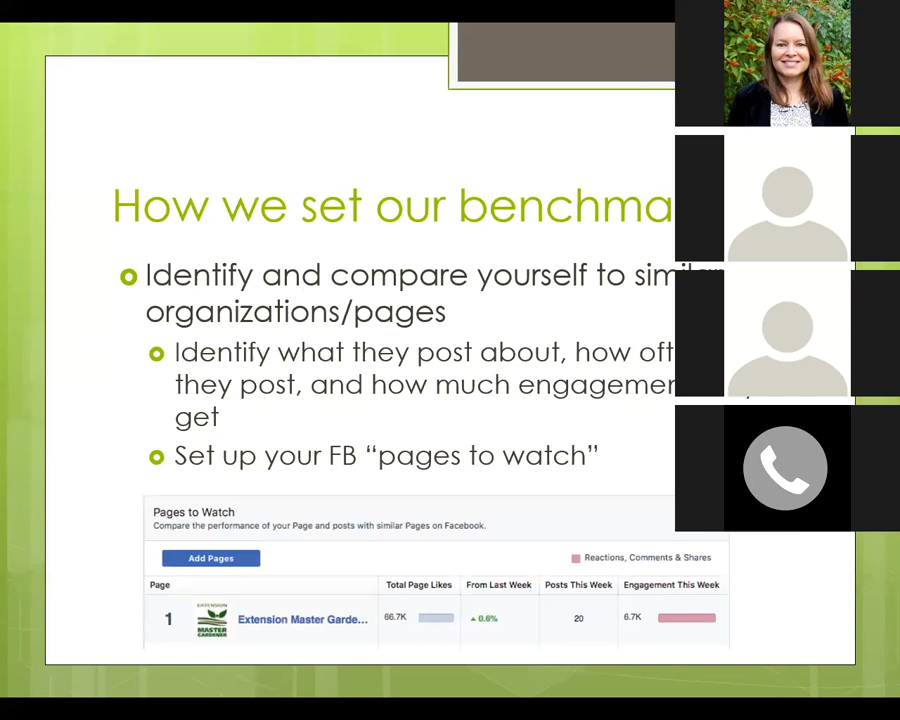 How we set our benchma
Identify and compare yourself to similar
organizations/pages
Identify what they post about, how oft
they post, and how much engagemen
get
Set up your FB “pages to watch”
Pages to Watch
Compare the performance of your Page and posts with similar Pages on Facebook.
Add Pages
Reactions, Comments & Shares
Page Total Page Likes From Last Week Posts This Week Engagement This Week
1 EXTENSION MASTER GARDENER Extension Master Garde... 66.7K 0.6% 20 6.7K